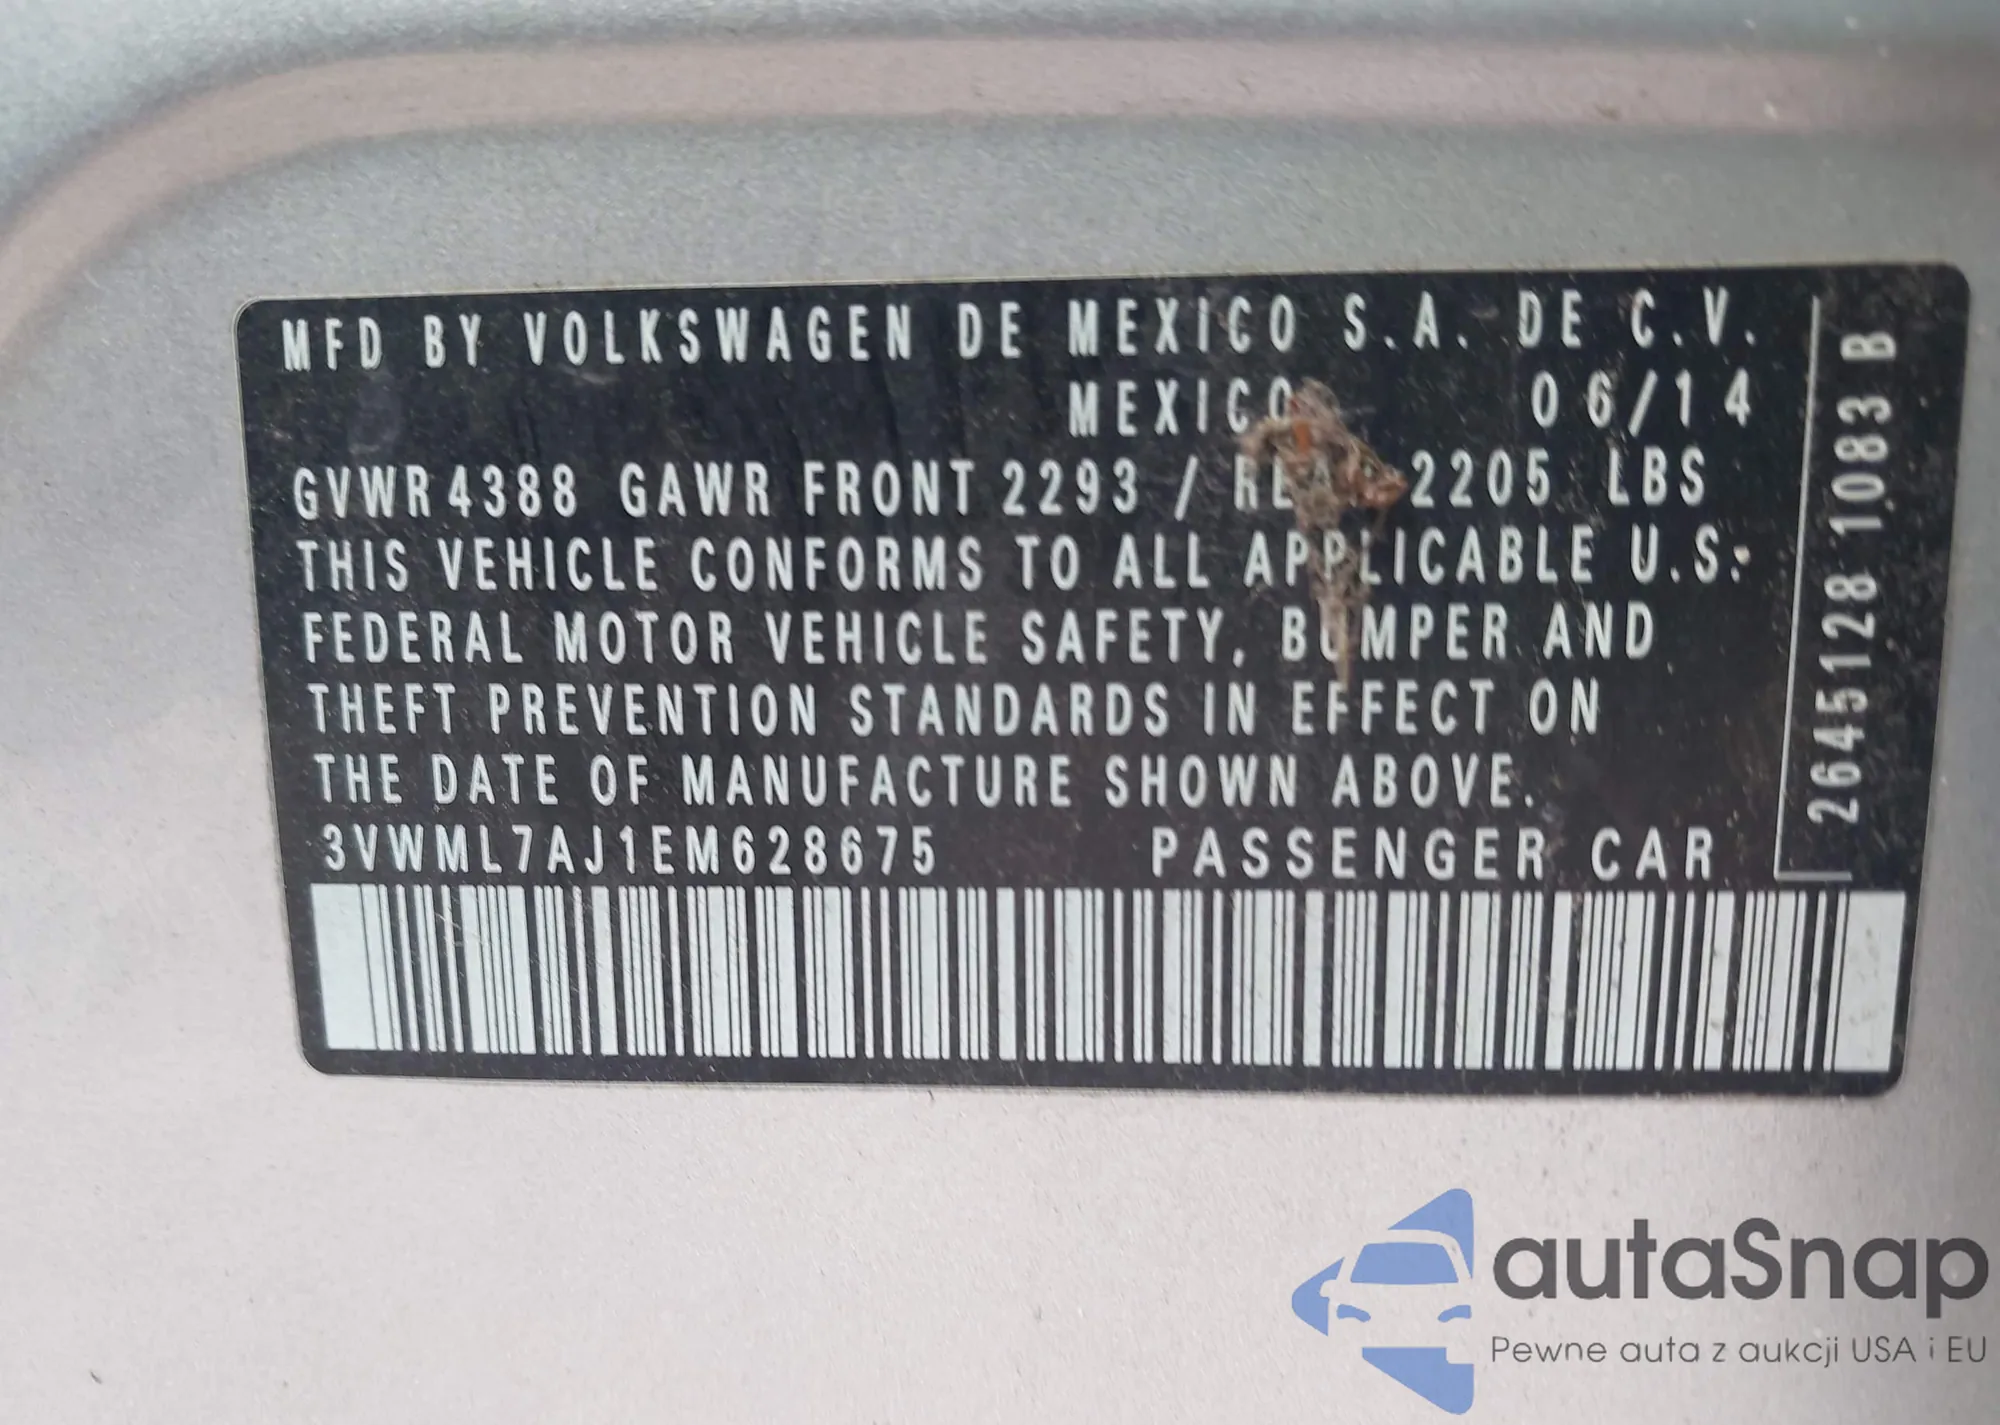 MFD BY VOLKSWAGEN DE MEXICO S.A. DE C.V.
MEXICO 06/14
GVWR 4388 GAWR FRONT 2293 / REAR 2205 LBS
THIS VEHICLE CONFORMS TO ALL APPLICABLE U.S.
FEDERAL MOTOR VEHICLE SAFETY, BUMPER AND
THEFT PREVENTION STANDARDS IN EFFECT ON
THE DATE OF MANUFACTURE SHOWN ABOVE.
3VWML7AJ1EM628675 PASSENGER CAR
2645128 1083 B
autaSnap
Pewne auta z aukcji USA i EU